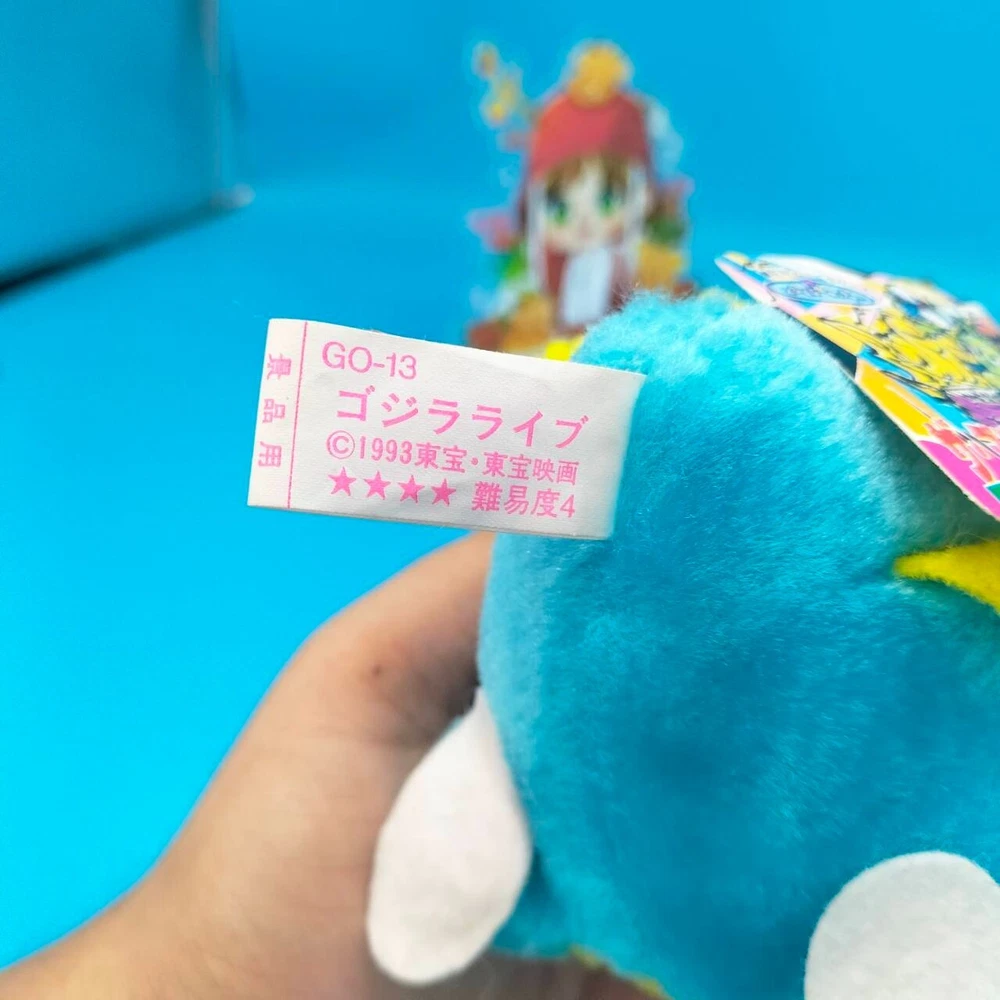 景品用
GO-13
ゴジラライブ
©1993東宝・東宝映画
★★★★ 難易度4